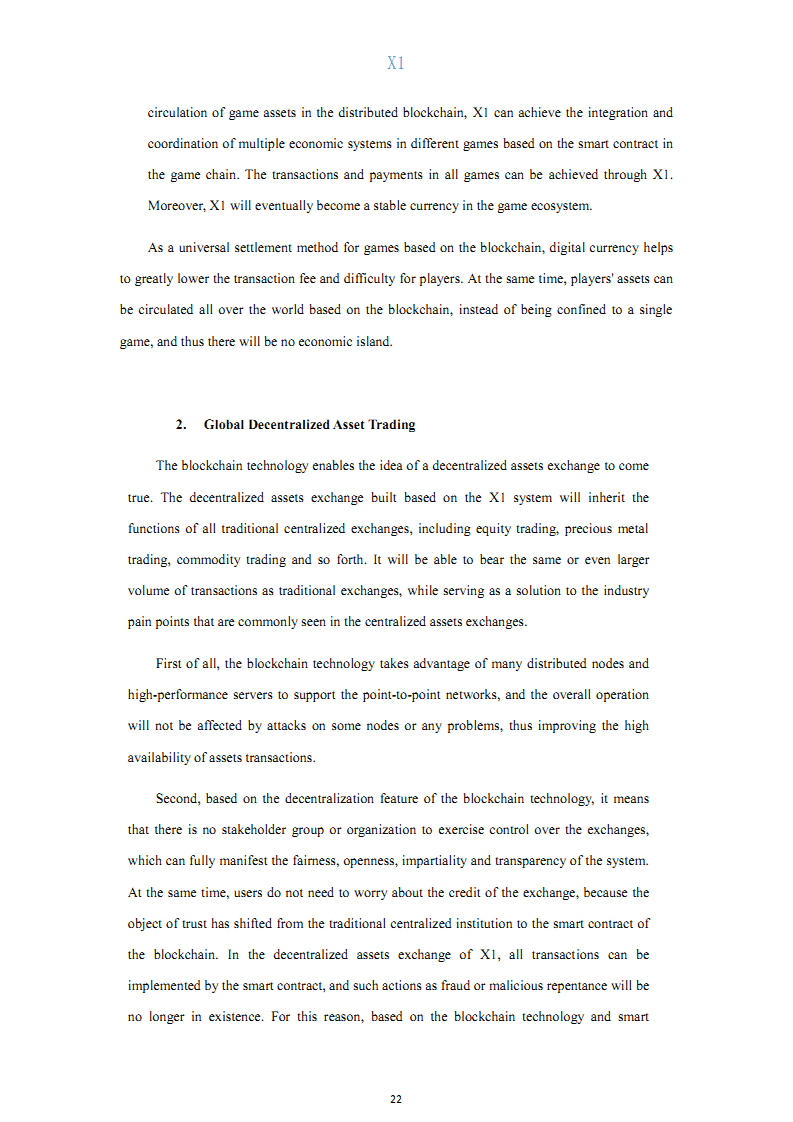 X1
circulation of game assets in the distributed blockchain, X1 can achieve the integration and
coordination of multiple economic systems in different games based on the smart contract in
the game chain. The transactions and payments in all games can be achieved through X1.
Moreover, X1 will eventually become a stable currency in the game ecosystem.
As a universal settlement method for games based on the blockchain, digital currency helps
to greatly lower the transaction fee and difficulty for players. At the same time, players' assets can
be circulated all over the world based on the blockchain, instead of being confined to a single
game, and thus there will be no economic island.
2. Global Decentralized Asset Trading
The blockchain technology enables the idea of a decentralized assets exchange to come
true. The decentralized assets exchange built based on the X1 system will inherit the
functions of all traditional centralized exchanges, including equity trading, precious metal
trading, commodity trading and so forth. It will be able to bear the same or even larger
volume of transactions as traditional exchanges, while serving as a solution to the industry
pain points that are commonly seen in the centralized assets exchanges.
First of all, the blockchain technology takes advantage of many distributed nodes and
high-performance servers to support the point-to-point networks, and the overall operation
will not be affected by attacks on some nodes or any problems, thus improving the high
availability of assets transactions.
Second, based on the decentralization feature of the blockchain technology, it means
that there is no stakeholder group or organization to exercise control over the exchanges,
which can fully manifest the fairness, openness, impartiality and transparency of the system.
At the same time, users do not need to worry about the credit of the exchange, because the
object of trust has shifted from the traditional centralized institution to the smart contract of
the blockchain. In the decentralized assets exchange of X1, all transactions can be
implemented by the smart contract, and such actions as fraud or malicious repentance will be
no longer in existence. For this reason, based on the blockchain technology and smart
22